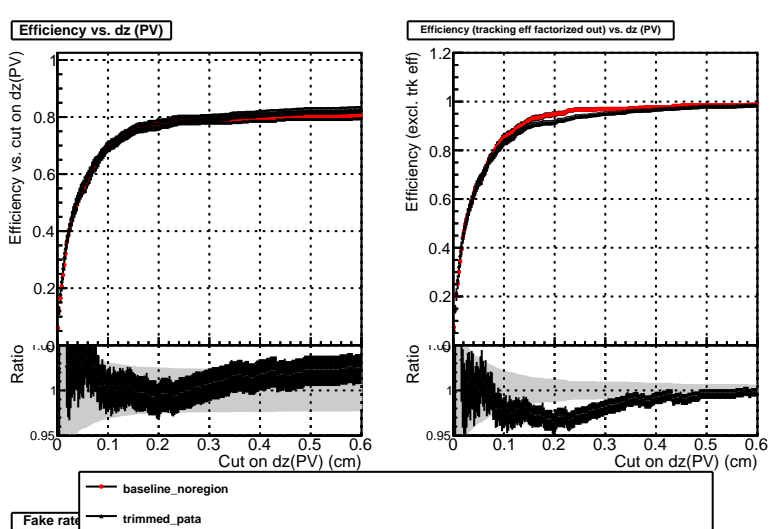 Efficiency vs. dz (PV)
Efficiency vs. cut on dz(PV)
1
0.8
0.6
0.4
0.2
0
Ratio
1
0.95
0 0.1 0.2 0.3 0.4 0.5 0.6
Cut on dz(PV) (cm)
Efficiency (tracking eff factorized out) vs. dz (PV)
Efficiency (excl. trk eff)
1.2
1
0.8
0.6
0.4
0.2
0
Ratio
1
0.95
0 0.1 0.2 0.3 0.4 0.5 0.6
Cut on dz(PV) (cm)
baseline_noregion
Fake rate
trimmed_pata